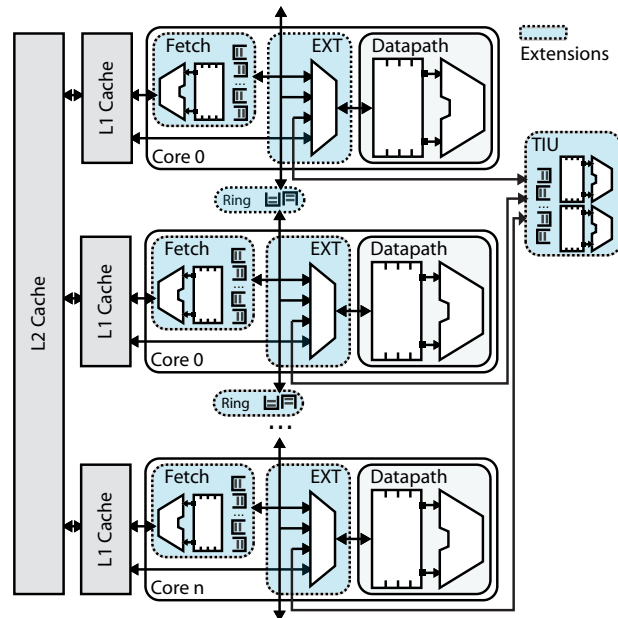 Extensions
L2 Cache
L1 Cache
Fetch
...
EXT
Datapath
Core 0
TIU
...
Ring
L1 Cache
Fetch
...
EXT
Datapath
Core 0
Ring
...
L1 Cache
Fetch
...
EXT
Datapath
Core n